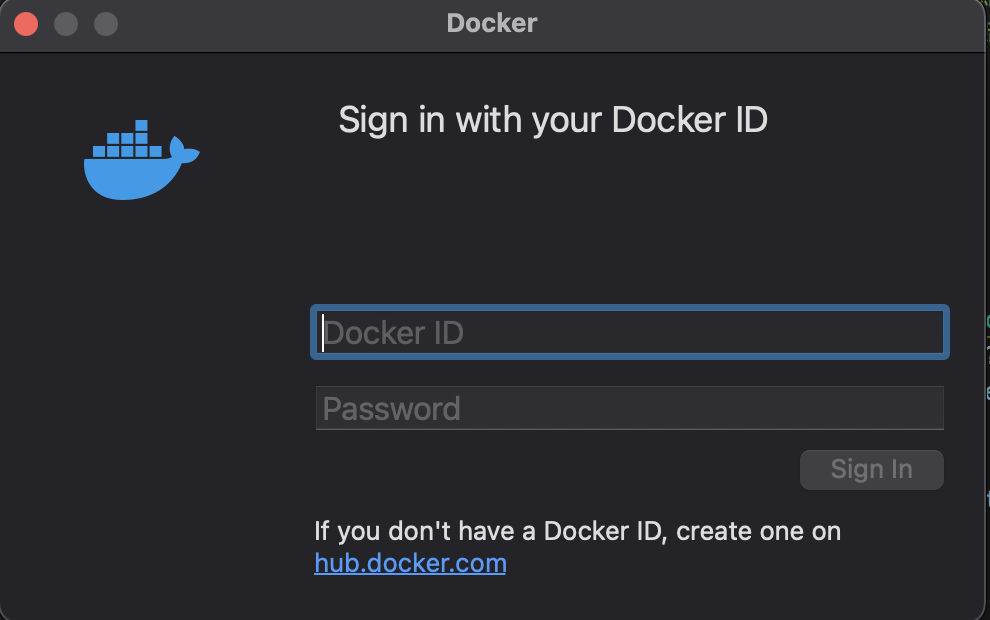 Docker
Sign in with your Docker ID
Docker ID
Password
Sign In
If you don't have a Docker ID, create one on
hub.docker.com